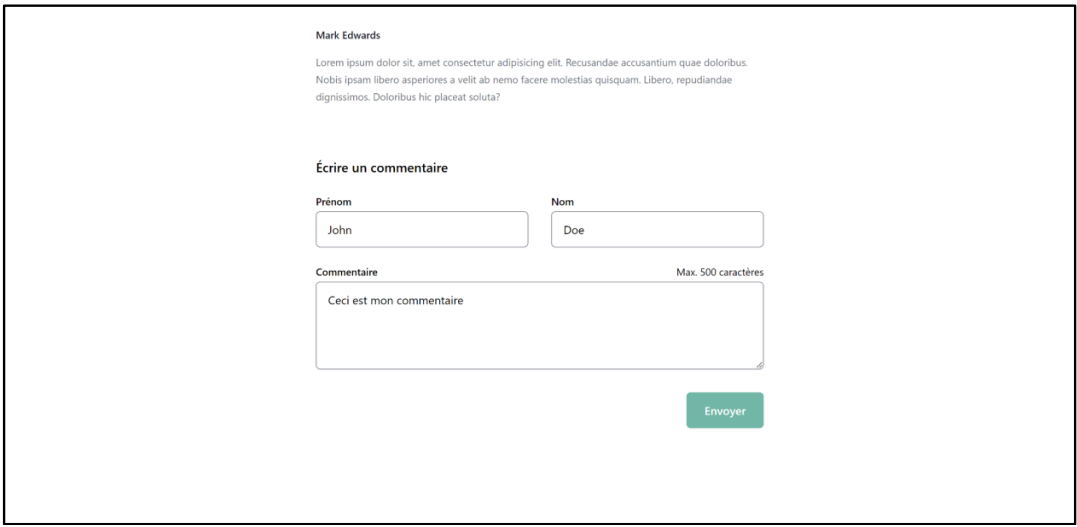 Mark Edwards
Lorem ipsum dolor sit, amet consectetur adipisicing elit. Recusandae accusantium quae doloribus.
Nobis ipsam libero asperiores a velit ab nemo facere molestias quisquam. Libero, repudiandae
dignissimos. Doloribus hic placeat soluta?
Écrire un commentaire
Prénom Nom
John Doe
Commentaire Max. 500 caractères
Ceci est mon commentaire
Envoyer